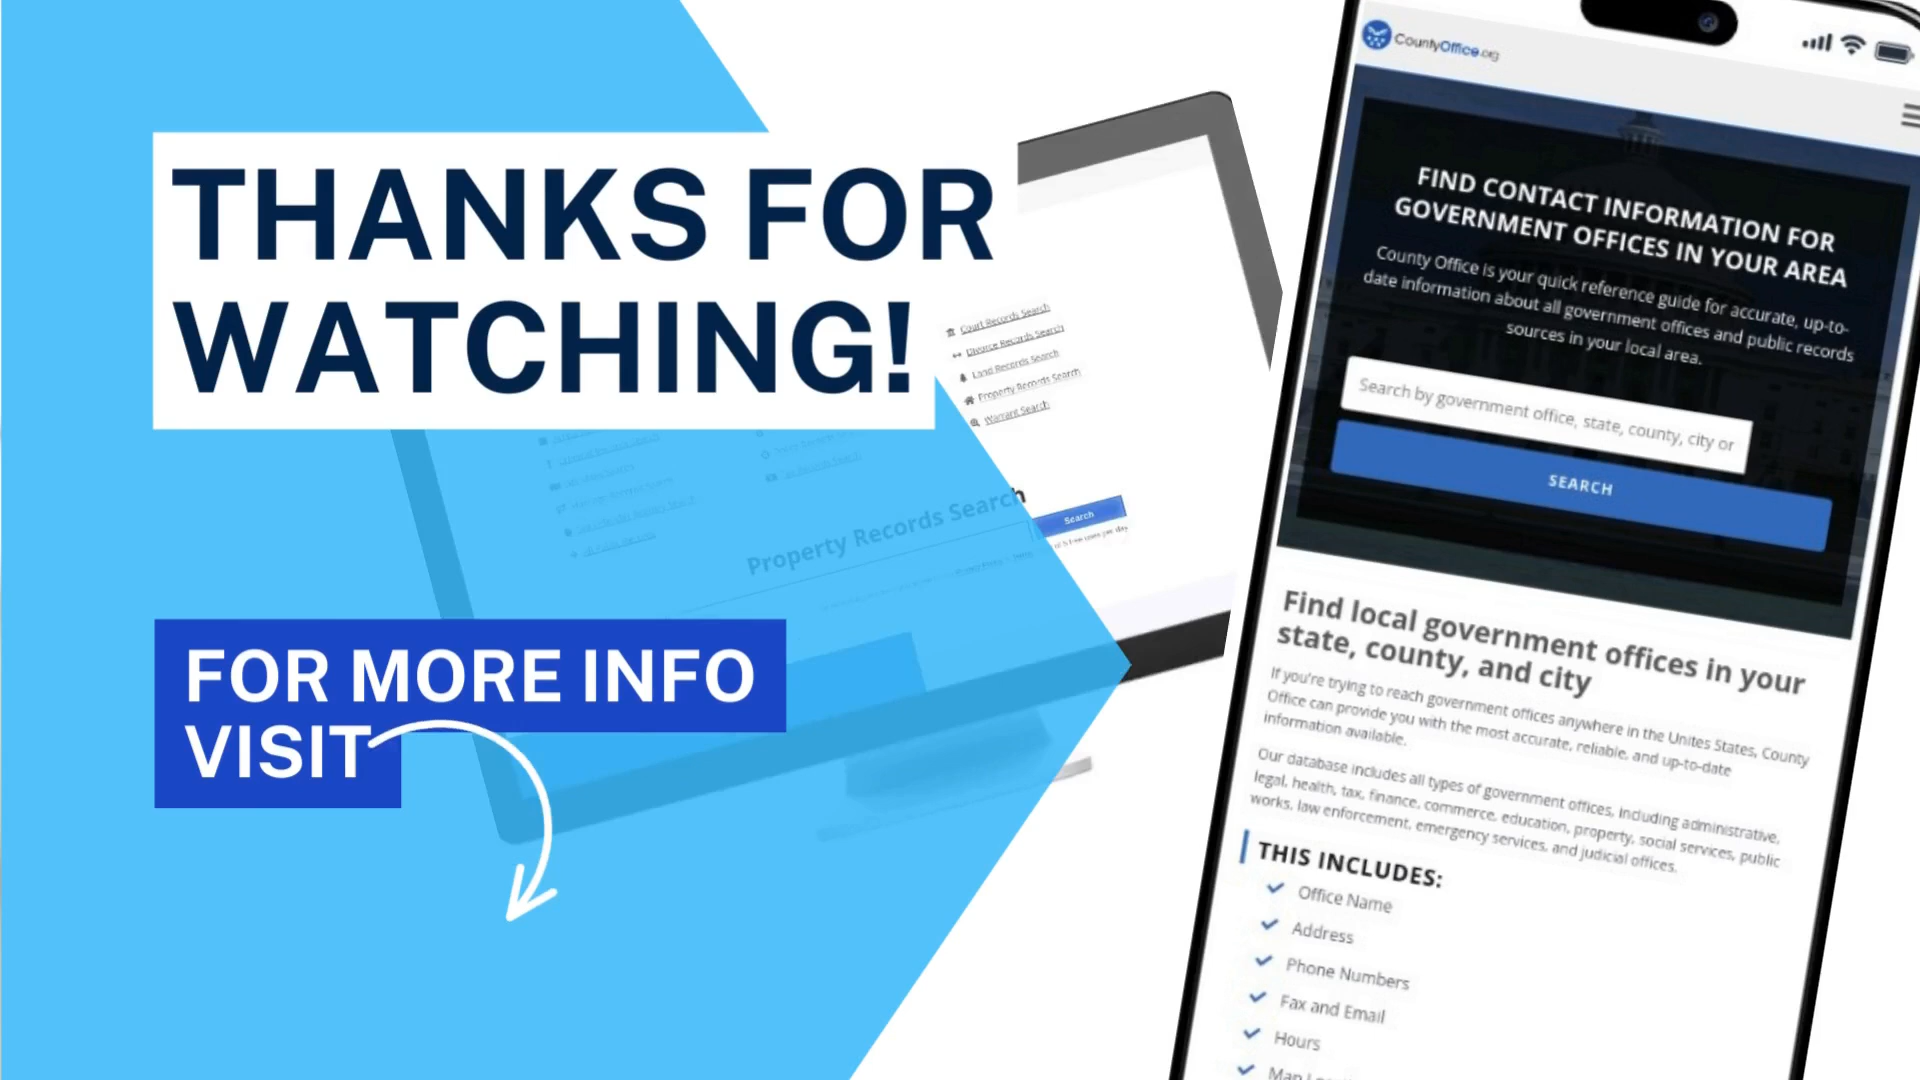 THANKS FOR
WATCHING!
FOR MORE INFO
VISIT
Court Records Search
Divorce Records Search
Land Records Search
Property Records Search
Warrant Search
Property Records Search
Search
of 5 free uses per day
CountyOffice.org
FIND CONTACT INFORMATION FOR
GOVERNMENT OFFICES IN YOUR AREA
County Office is your quick reference guide for accurate, up-to-
date information about all government offices and public records
sources in your local area.
Search by government office, state, county, city or
SEARCH
Find local government offices in your
state, county, and city
If you're trying to reach government offices anywhere in the Unites States, County
Office can provide you with the most accurate, reliable, and up-to-date
information available.
Our database includes all types of government offices, including administrative,
legal, health, tax, finance, commerce, education, property, social services, public
works, law enforcement, emergency services, and judicial offices.
THIS INCLUDES:
Office Name
Address
Phone Numbers
Fax and Email
Hours
Map